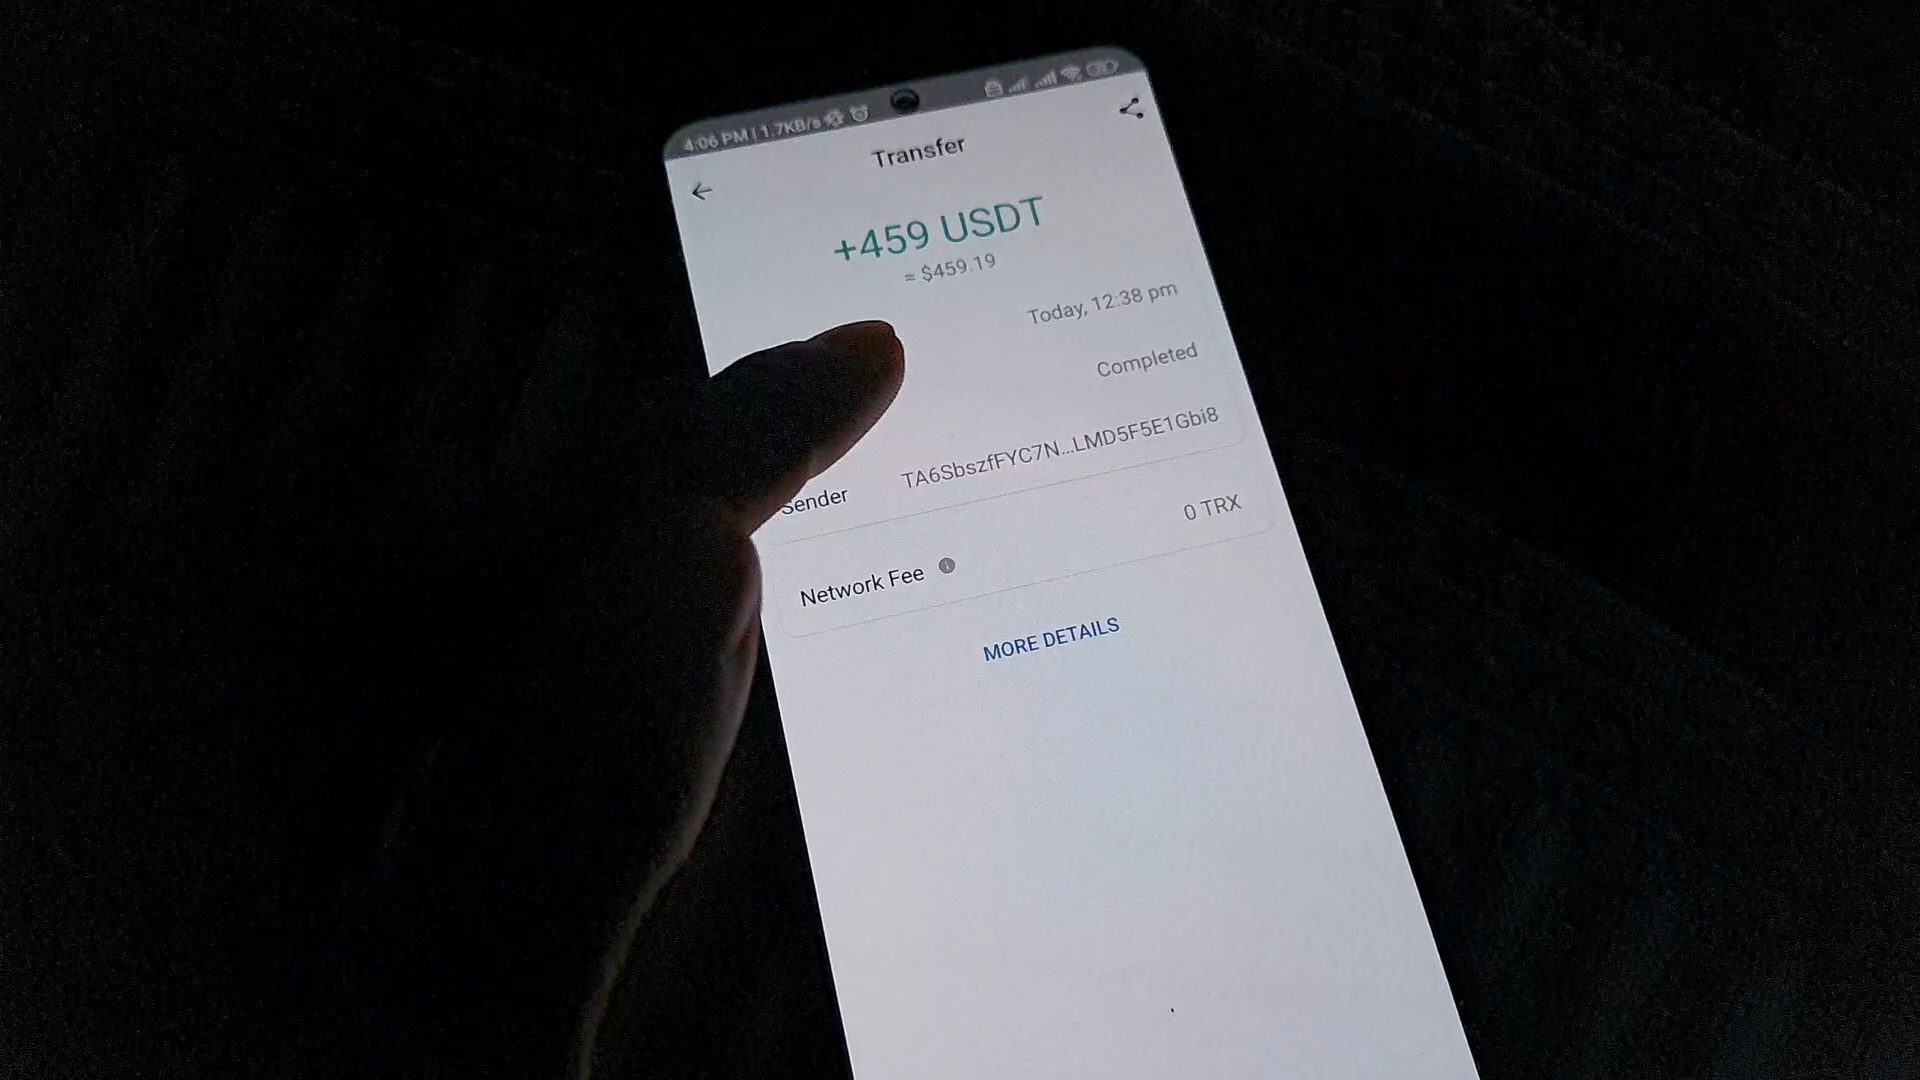 4:06 PM | 1.7KB/s
Transfer
+459 USDT
≈ $459.19
Today, 12:38 pm
Completed
Sender TA6SbszfFYC7N...LMD5F5E1Gbi8
Network Fee 0 TRX
MORE DETAILS